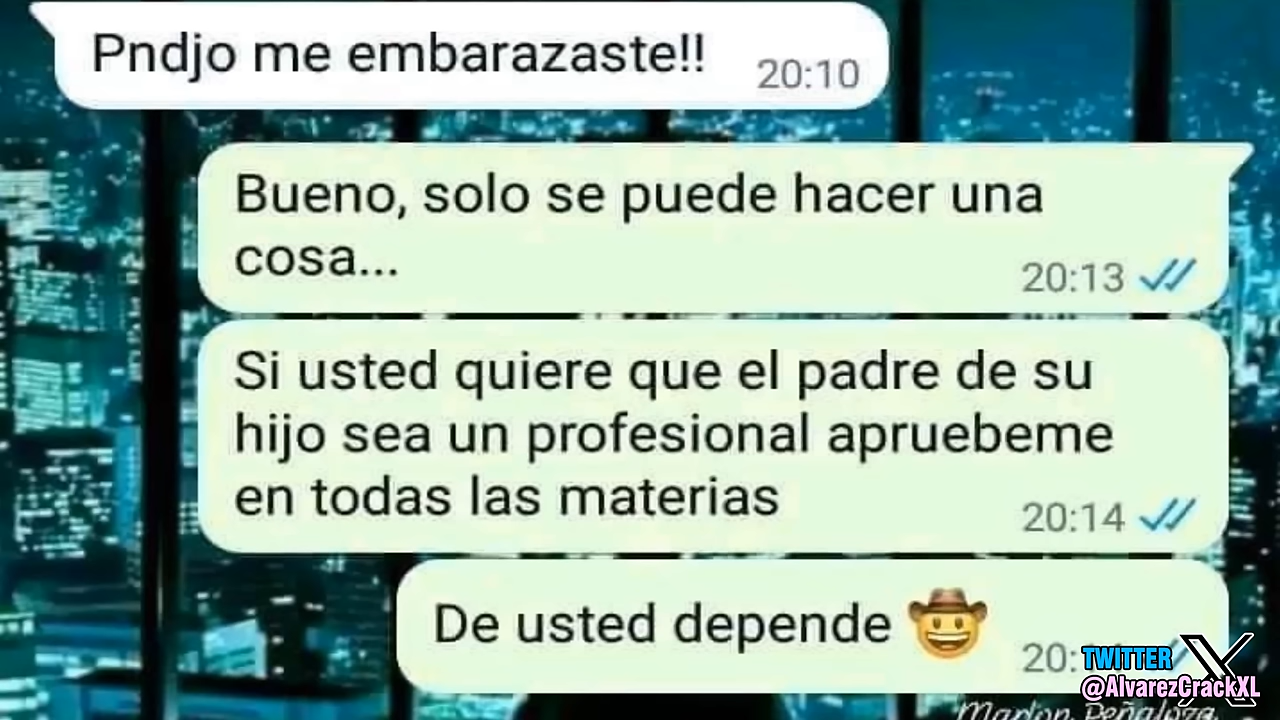 Pndjo me embarazaste!!
20:10
Bueno, solo se puede hacer una
cosa...
20:13
Si usted quiere que el padre de su
hijo sea un profesional apruebeme
en todas las materias
20:14
De usted depende 🤠
20:
TWITTER
@AlvarezCrackXL
Marlon Peñaloza